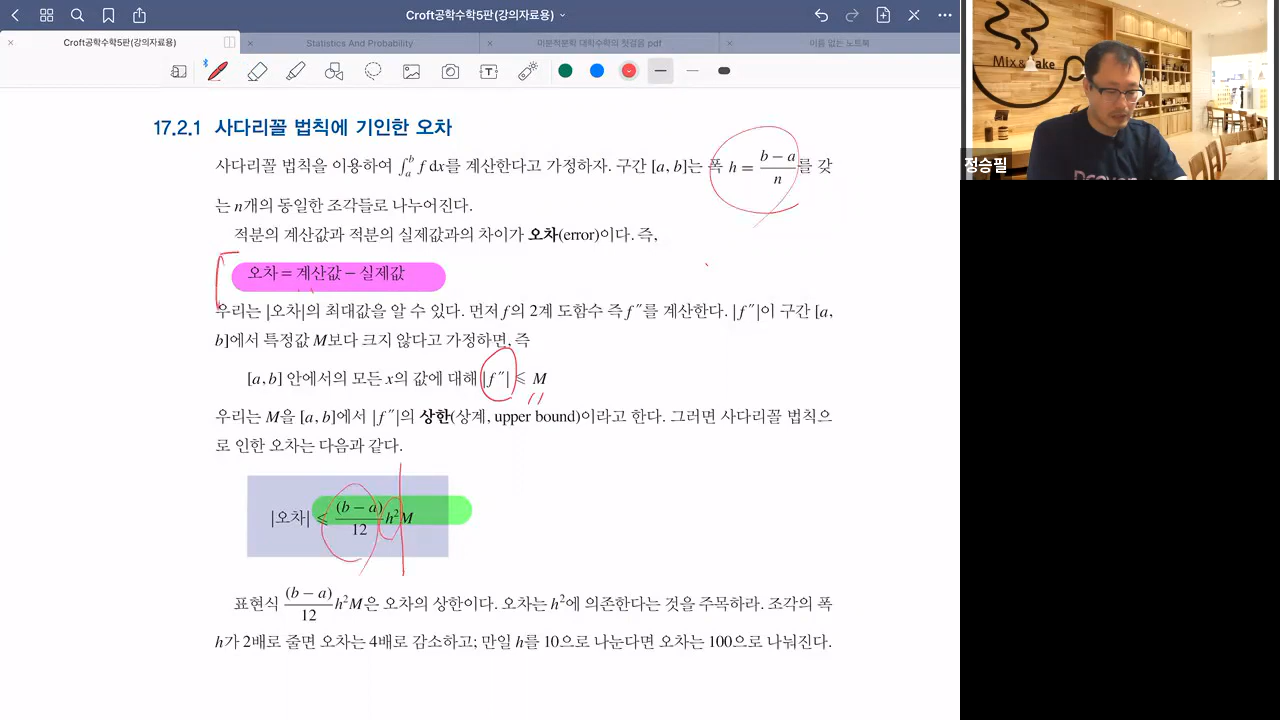 Croft공학수학5판(강의자료용)
Croft공학수학5판(강의자료용)
Statistics And Probability
미분적분학 대학수학의 첫걸음.pdf
이름 없는 노트북
17.2.1 사다리꼴 법칙에 기인한 오차
사다리꼴 법칙을 이용하여 ∫_a^b f dx를 계산한다고 가정하자. 구간 [a, b]는 폭 h = (b − a)/n 를 갖
는 n개의 동일한 조각들로 나누어진다.
적분의 계산값과 적분의 실제값과의 차이가 오차(error)이다. 즉,
오차 = 계산값 − 실제값
우리는 |오차|의 최대값을 알 수 있다. 먼저 f의 2계 도함수 즉 f″를 계산한다. |f″|이 구간 [a,
b]에서 특정값 M보다 크지 않다고 가정하면, 즉
[a, b] 안에서의 모든 x의 값에 대해 |f″| ⩽ M
우리는 M을 [a, b]에서 |f″|의 상한(상계, upper bound)이라고 한다. 그러면 사다리꼴 법칙으
로 인한 오차는 다음과 같다.
|오차| ⩽ (b − a)/12 h²M
표현식 (b − a)/12 h²M은 오차의 상한이다. 오차는 h²에 의존한다는 것을 주목하라. 조각의 폭
h가 2배로 줄면 오차는 4배로 감소하고; 만일 h를 10으로 나눈다면 오차는 100으로 나눠진다.
Mix &
정승필